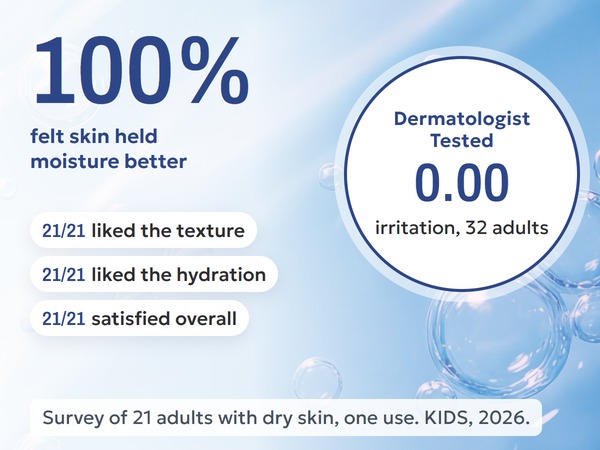 100%
felt skin held
moisture better
21/21 liked the texture
21/21 liked the hydration
21/21 satisfied overall
Dermatologist
Tested
0.00
irritation, 32 adults
Survey of 21 adults with dry skin, one use. KIDS, 2026.